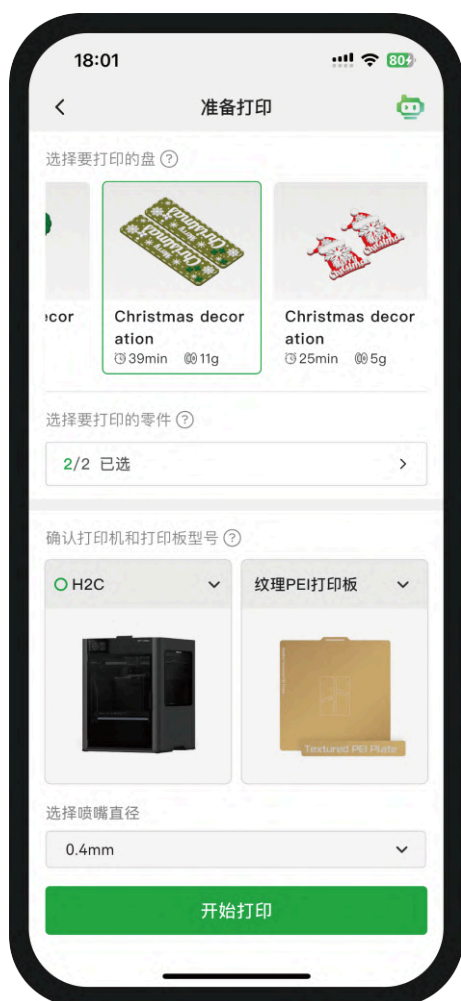 18:01
80
准备打印
选择要打印的盘 ?
Christmas decor
ation
39min 11g
Christmas decor
ation
25min 5g
选择要打印的零件 ?
2/2 已选
确认打印机和打印板型号 ?
H2C
纹理PEI打印板
Textured PEI Plate
选择喷嘴直径
0.4mm
开始打印